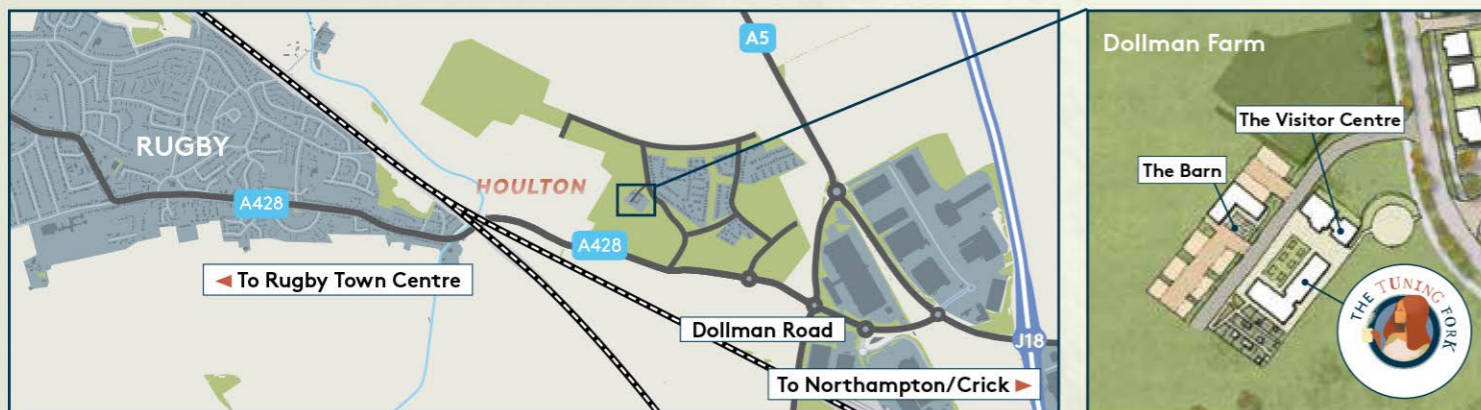 A5
Dollman Farm
RUGBY
The Visitor Centre
The Barn
HOULTON
A428
A428
◄ To Rugby Town Centre
Dollman Road
J18
To Northampton/Crick ►
THE TUNING FORK